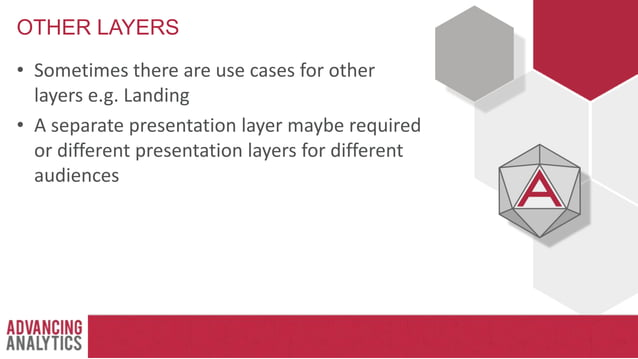 OTHER LAYERS
• Sometimes there are use cases for other
layers e.g. Landing
• A separate presentation layer maybe required
or different presentation layers for different
audiences
A
ADVANCING
ANALYTICS